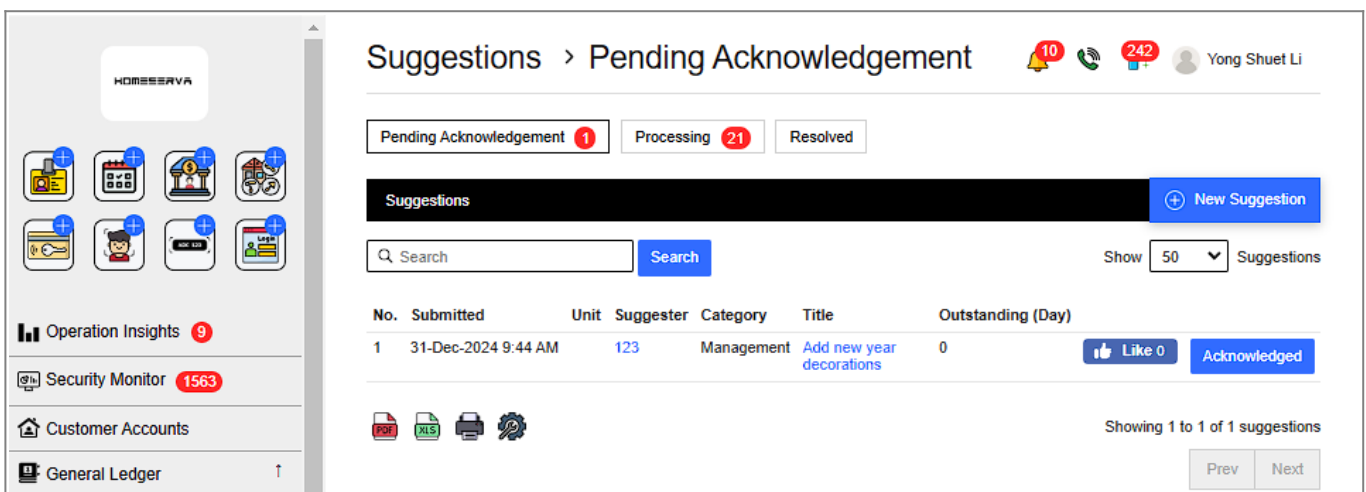 HOMESERVA
Suggestions > Pending Acknowledgement
10
242
Yong Shuet Li
Pending Acknowledgement 1
Processing 21
Resolved
Suggestions
New Suggestion
Search
Search
Show 50 Suggestions
No. Submitted Unit Suggester Category Title Outstanding (Day)
1 31-Dec-2024 9:44 AM 123 Management Add new year 0 Like 0 Acknowledged
decorations
PDF
XLS
Showing 1 to 1 of 1 suggestions
Prev Next
Login
ABC 123
Operation Insights 9
Security Monitor 1563
Customer Accounts
General Ledger ↑